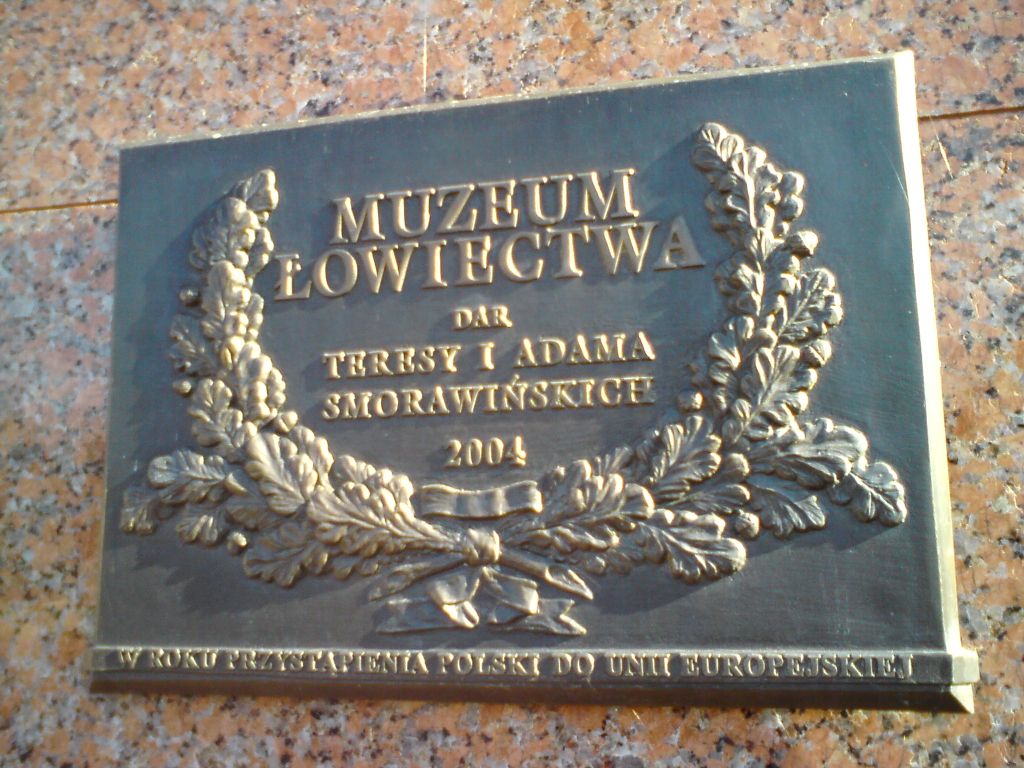 MUZEUM
ŁOWIECTWA
DAR
TERESY I ADAMA
SMORAWIŃSKICH
2004
W ROKU PRZYSTĄPIENIA POLSKI DO UNII EUROPEJSKIEJ